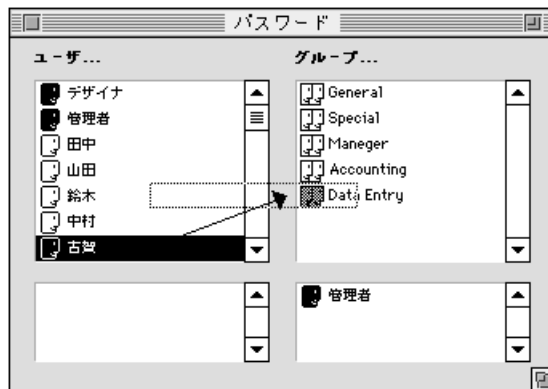 パスワード
ユーザ...
デザイナ
管理者
田中
山田
鈴木
中村
古賀
グループ...
General
Special
Maneger
Accounting
Data Entry
管理者